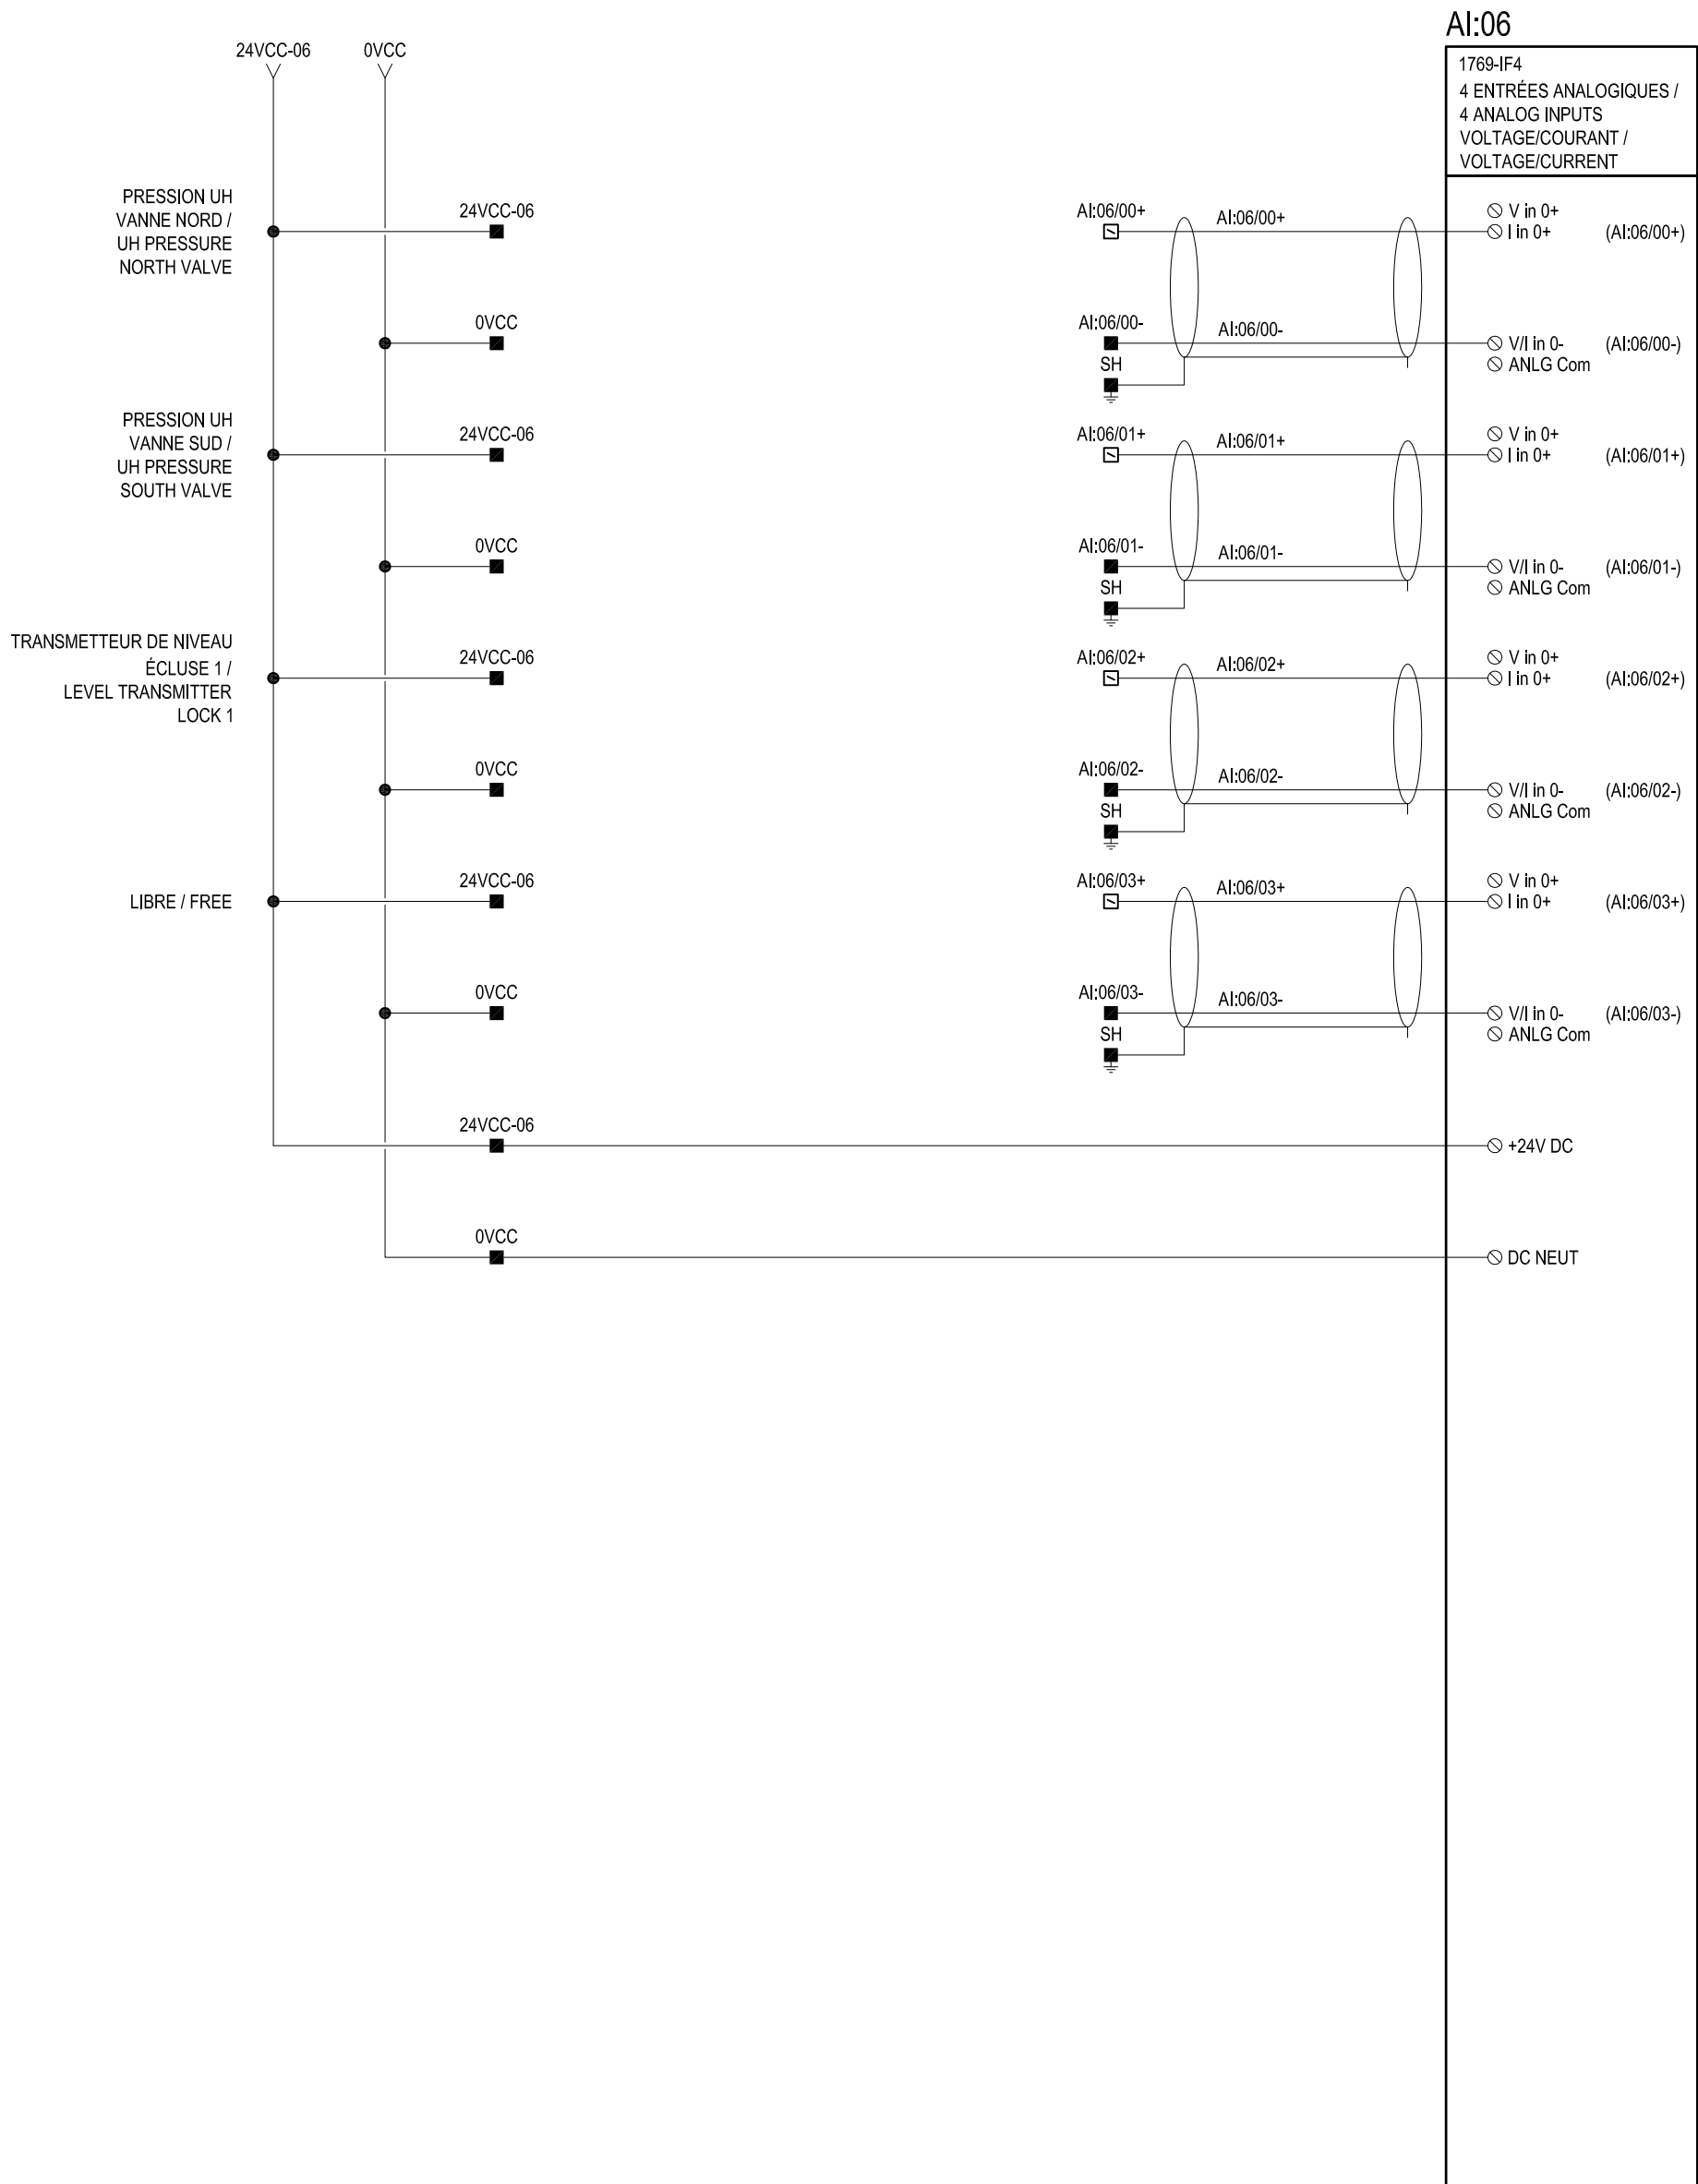 AI:06
24VCC-06 0VCC
1769-IF4
4 ENTRÉES ANALOGIQUES /
4 ANALOG INPUTS
VOLTAGE/COURANT /
VOLTAGE/CURRENT
PRESSION UH
VANNE NORD /
UH PRESSURE
NORTH VALVE
24VCC-06 AI:06/00+ AI:06/00+ V in 0+
I in 0+ (AI:06/00+)
0VCC AI:06/00- AI:06/00- V/I in 0- (AI:06/00-)
SH ANLG Com
PRESSION UH
VANNE SUD /
UH PRESSURE
SOUTH VALVE
24VCC-06 AI:06/01+ AI:06/01+ V in 0+
I in 0+ (AI:06/01+)
0VCC AI:06/01- AI:06/01- V/I in 0- (AI:06/01-)
SH ANLG Com
TRANSMETTEUR DE NIVEAU
ÉCLUSE 1 /
LEVEL TRANSMITTER
LOCK 1
24VCC-06 AI:06/02+ AI:06/02+ V in 0+
I in 0+ (AI:06/02+)
0VCC AI:06/02- AI:06/02- V/I in 0- (AI:06/02-)
SH ANLG Com
LIBRE / FREE
24VCC-06 AI:06/03+ AI:06/03+ V in 0+
I in 0+ (AI:06/03+)
0VCC AI:06/03- AI:06/03- V/I in 0- (AI:06/03-)
SH ANLG Com
24VCC-06 +24V DC
0VCC DC NEUT